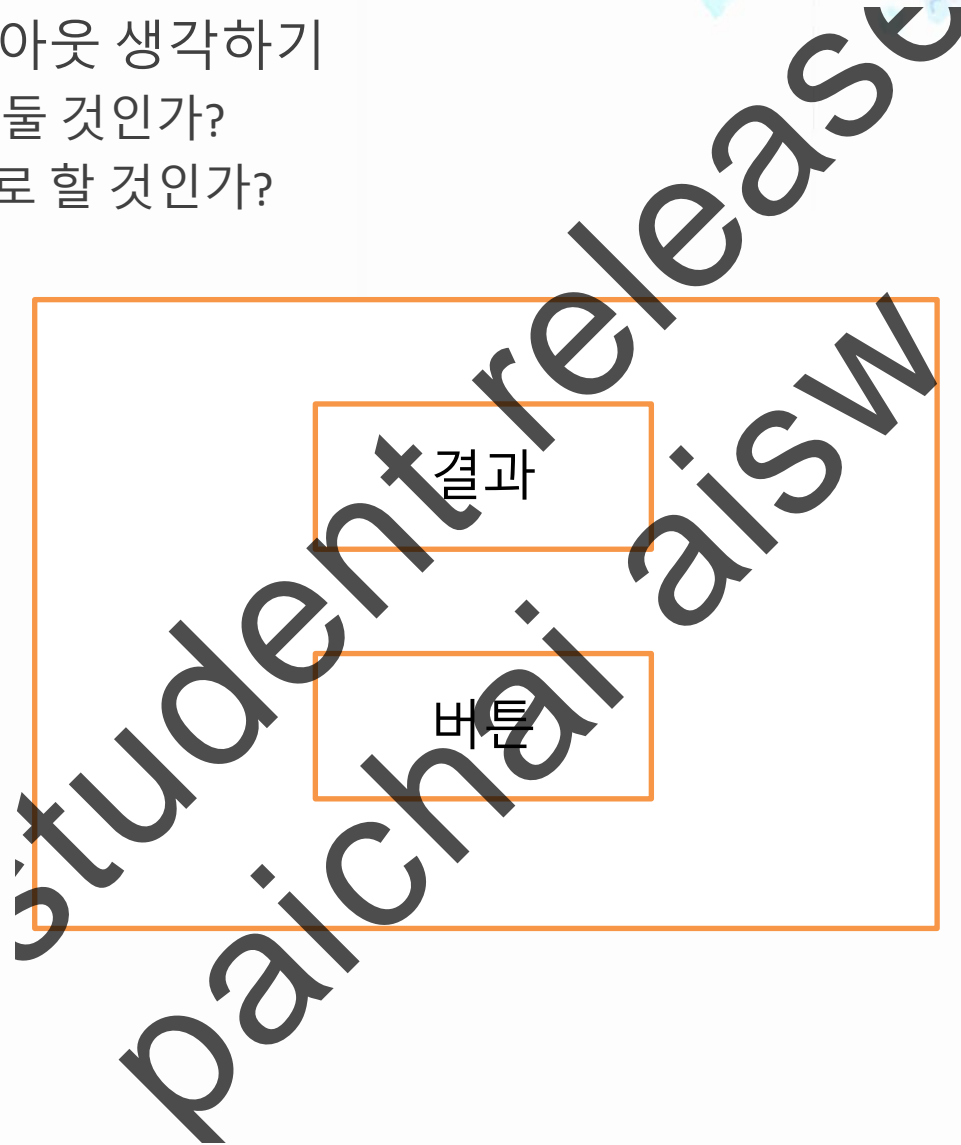 아웃 생각하기
둘 것인가?
로 할 것인가?
student release
paichai aisw
결과
버튼